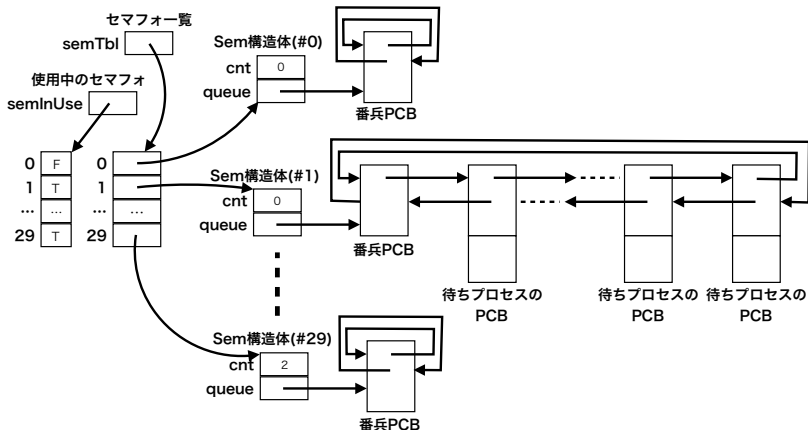 セマフォ一覧
semTbl
使用中のセマフォ
semInUse
Sem構造体(#0)
cnt 0
queue
番兵PCB
0 F
1 T
... ...
29 T
0
1
... ...
29
Sem構造体(#1)
cnt 0
queue
番兵PCB
待ちプロセスの
PCB
待ちプロセスの
PCB
待ちプロセスの
PCB
Sem構造体(#29)
cnt 2
queue
番兵PCB